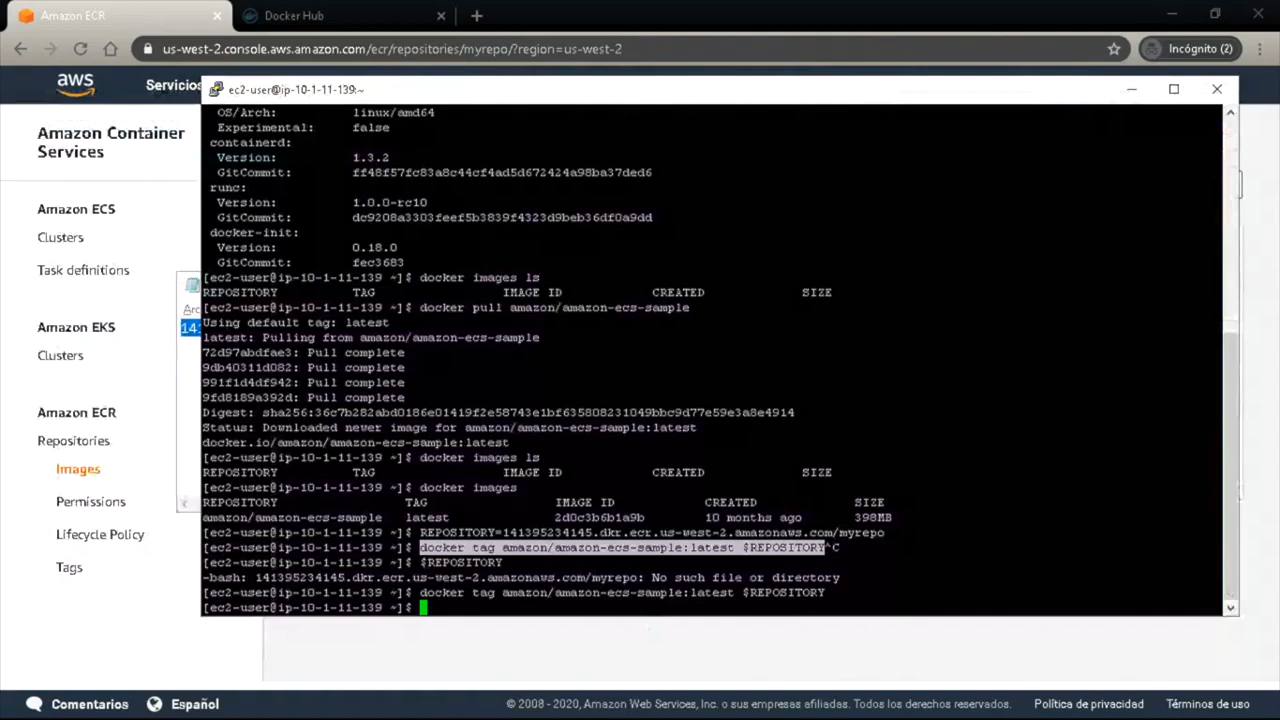 Amazon ECR
Docker Hub
us-west-2.console.aws.amazon.com/ecr/repositories/myrepo/?region=us-west-2
Incógnito (2)
aws
Servicios
ec2-user@ip-10-1-11-139:~
Amazon Container
Services
Amazon ECS
Clusters
Task definitions
Amazon EKS
Clusters
Amazon ECR
Repositories
Images
Permissions
Lifecycle Policy
Tags
Arc
141
OS/Arch: linux/amd64
Experimental: false
containerd:
Version: 1.3.2
GitCommit: ff48f57fc83a8c44cf4ad5d672424a98ba37ded6
runc:
Version: 1.0.0-rc10
GitCommit: dc9208a3303feef5b3839f4323d9beb36df0a9dd
docker-init:
Version: 0.18.0
GitCommit: fec3683
[ec2-user@ip-10-1-11-139 ~]$ docker images ls
REPOSITORY TAG IMAGE ID CREATED SIZE
[ec2-user@ip-10-1-11-139 ~]$ docker pull amazon/amazon-ecs-sample
Using default tag: latest
latest: Pulling from amazon/amazon-ecs-sample
72d97abdfae3: Pull complete
9db40311d082: Pull complete
991f1d4df942: Pull complete
9fd8189a392d: Pull complete
Digest: sha256:36c7b282abd0186e01419f2e58743e1bf635808231049bbc9d77e59e3a8e4914
Status: Downloaded newer image for amazon/amazon-ecs-sample:latest
docker.io/amazon/amazon-ecs-sample:latest
[ec2-user@ip-10-1-11-139 ~]$ docker images ls
REPOSITORY TAG IMAGE ID CREATED SIZE
[ec2-user@ip-10-1-11-139 ~]$ docker images
REPOSITORY TAG IMAGE ID CREATED SIZE
amazon/amazon-ecs-sample latest 2d0c3b6b1a9b 10 months ago 398MB
[ec2-user@ip-10-1-11-139 ~]$ REPOSITORY=141395234145.dkr.ecr.us-west-2.amazonaws.com/myrepo
[ec2-user@ip-10-1-11-139 ~]$ docker tag amazon/amazon-ecs-sample:latest $REPOSITORY^C
[ec2-user@ip-10-1-11-139 ~]$ $REPOSITORY
-bash: 141395234145.dkr.ecr.us-west-2.amazonaws.com/myrepo: No such file or directory
[ec2-user@ip-10-1-11-139 ~]$ docker tag amazon/amazon-ecs-sample:latest $REPOSITORY
[ec2-user@ip-10-1-11-139 ~]$
Comentarios
Español
© 2008 - 2020, Amazon Web Services, Inc. o sus empresas afiliadas. Todos los derechos reservados.
Política de privacidad
Términos de uso